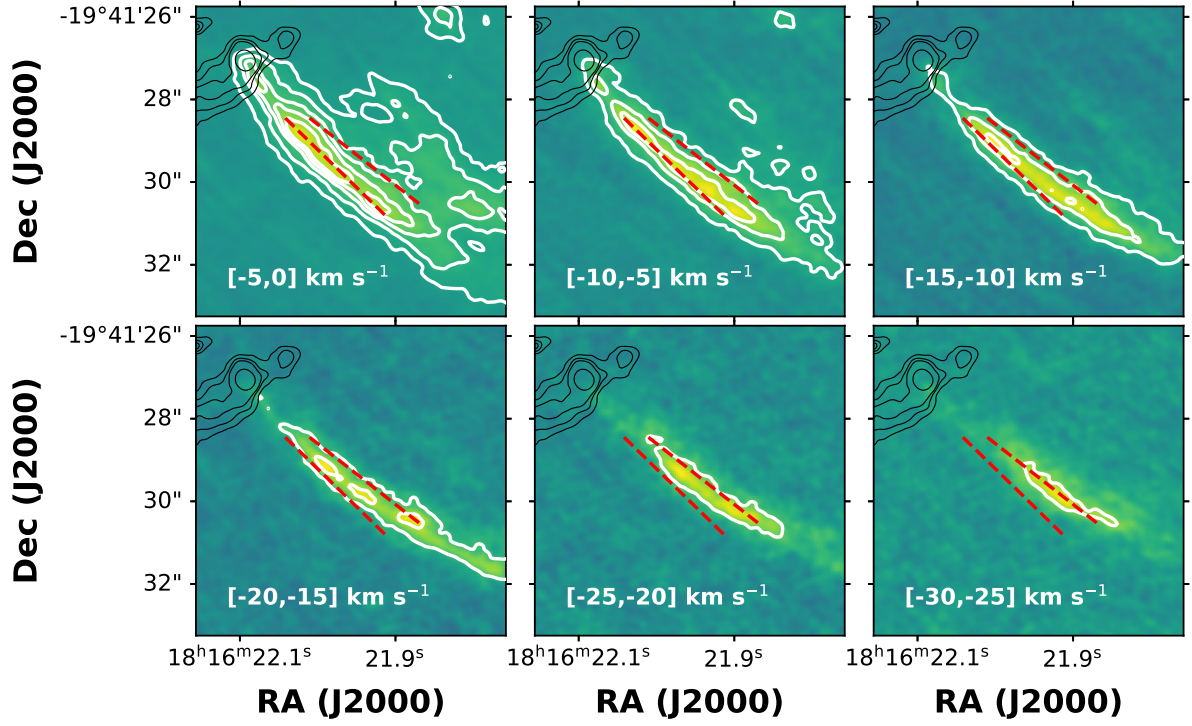 -19°41'26"
28"
30"
32"
Dec (J2000)
[-5,0] km s⁻¹
[-10,-5] km s⁻¹
[-15,-10] km s⁻¹
-19°41'26"
28"
30"
32"
Dec (J2000)
[-20,-15] km s⁻¹
[-25,-20] km s⁻¹
[-30,-25] km s⁻¹
18ʰ16ᵐ22.1ˢ 21.9ˢ 18ʰ16ᵐ22.1ˢ 21.9ˢ 18ʰ16ᵐ22.1ˢ 21.9ˢ
RA (J2000) RA (J2000) RA (J2000)